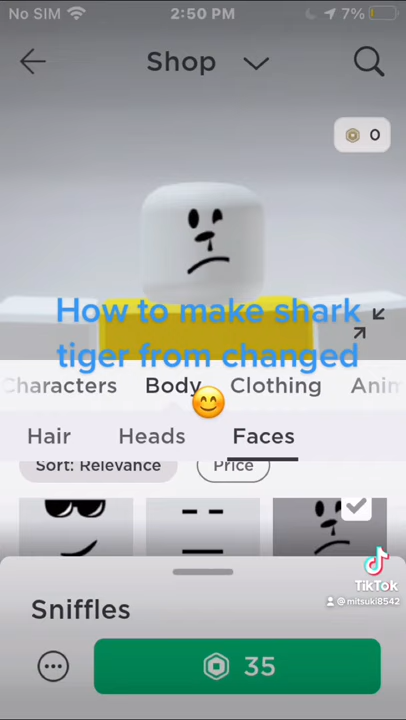 No SIM 2:50 PM 7%
Shop
0
How to make shark
tiger from changed
Characters Body Clothing Anim
Hair Heads Faces
Sort: Relevance Price
TikTok
@mitsuki8542
Sniffles
35